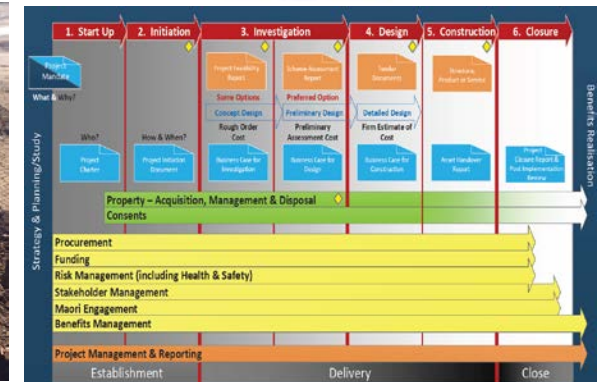 1. Start Up
2. Initiation
3. Investigation
4. Design
5. Construction
6. Closure
Project
Mandate
What & Why?
Project Feasibility
Report
Scheme Assessment
Report
Tender
Documents
Structure,
Product or Service
Some Options
Preferred Option
Concept Design
Preliminary Design
Detailed Design
Rough Order
Cost
Preliminary
Assessment Cost
Firm Estimate of
Cost
Who?
How & When?
Project
Charter
Project Initiation
Document
Business Case for
Investigation
Business Case for
Design
Business Case for
Construction
Asset Handover
Report
Project
Closure Report &
Post Implementation
Review
Strategy & Planning/Study
Benefits Realisation
Property – Acquisition, Management & Disposal
Consents
Procurement
Funding
Risk Management (including Health & Safety)
Stakeholder Management
Maori Engagement
Benefits Management
Project Management & Reporting
Establishment
Delivery
Close